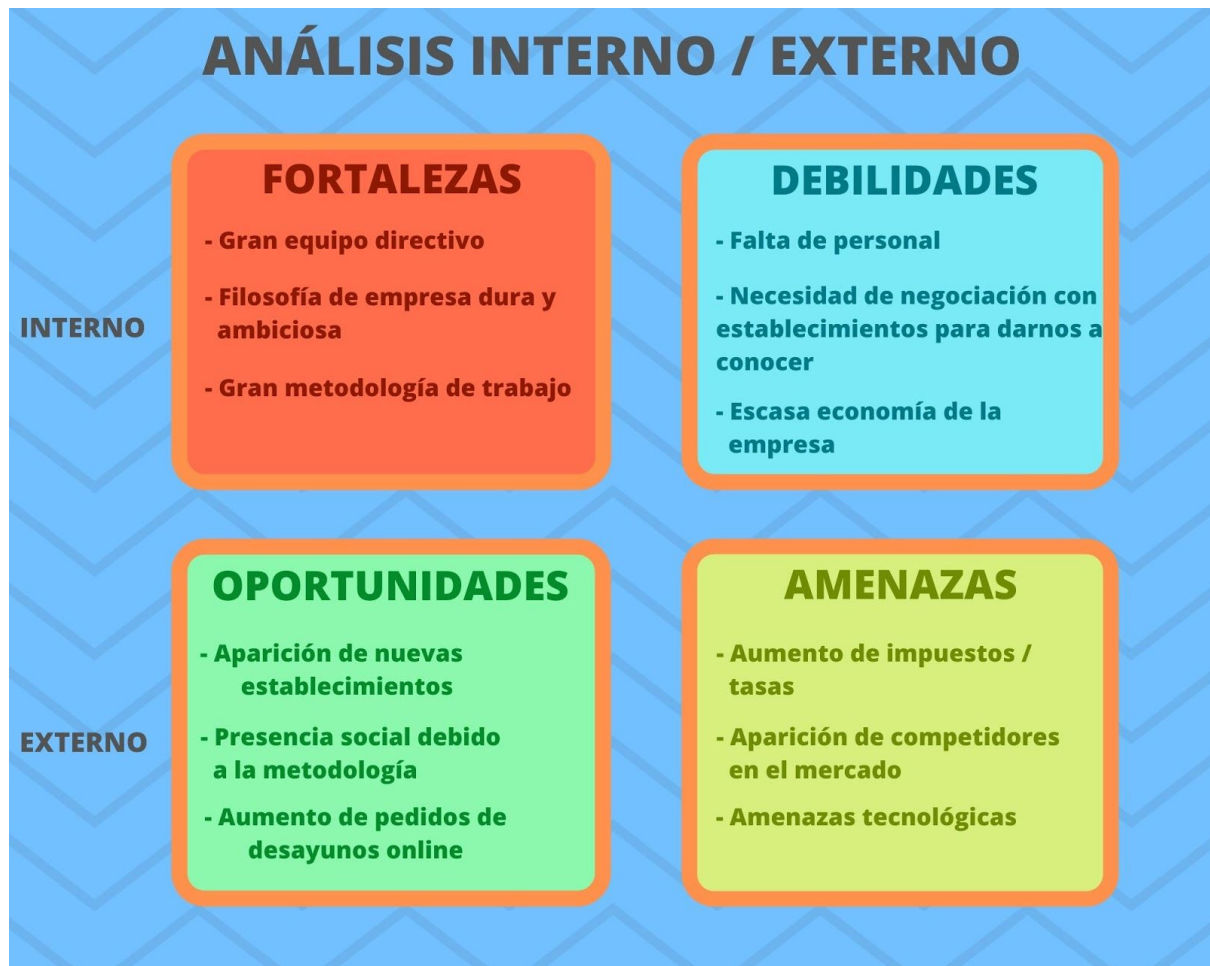 ANÁLISIS INTERNO / EXTERNO
INTERNO
FORTALEZAS
- Gran equipo directivo
- Filosofía de empresa dura y
ambiciosa
- Gran metodología de trabajo
DEBILIDADES
- Falta de personal
- Necesidad de negociación con
establecimientos para darnos a
conocer
- Escasa economía de la
empresa
EXTERNO
OPORTUNIDADES
- Aparición de nuevas
establecimientos
- Presencia social debido
a la metodología
- Aumento de pedidos de
desayunos online
AMENAZAS
- Aumento de impuestos /
tasas
- Aparición de competidores
en el mercado
- Amenazas tecnológicas